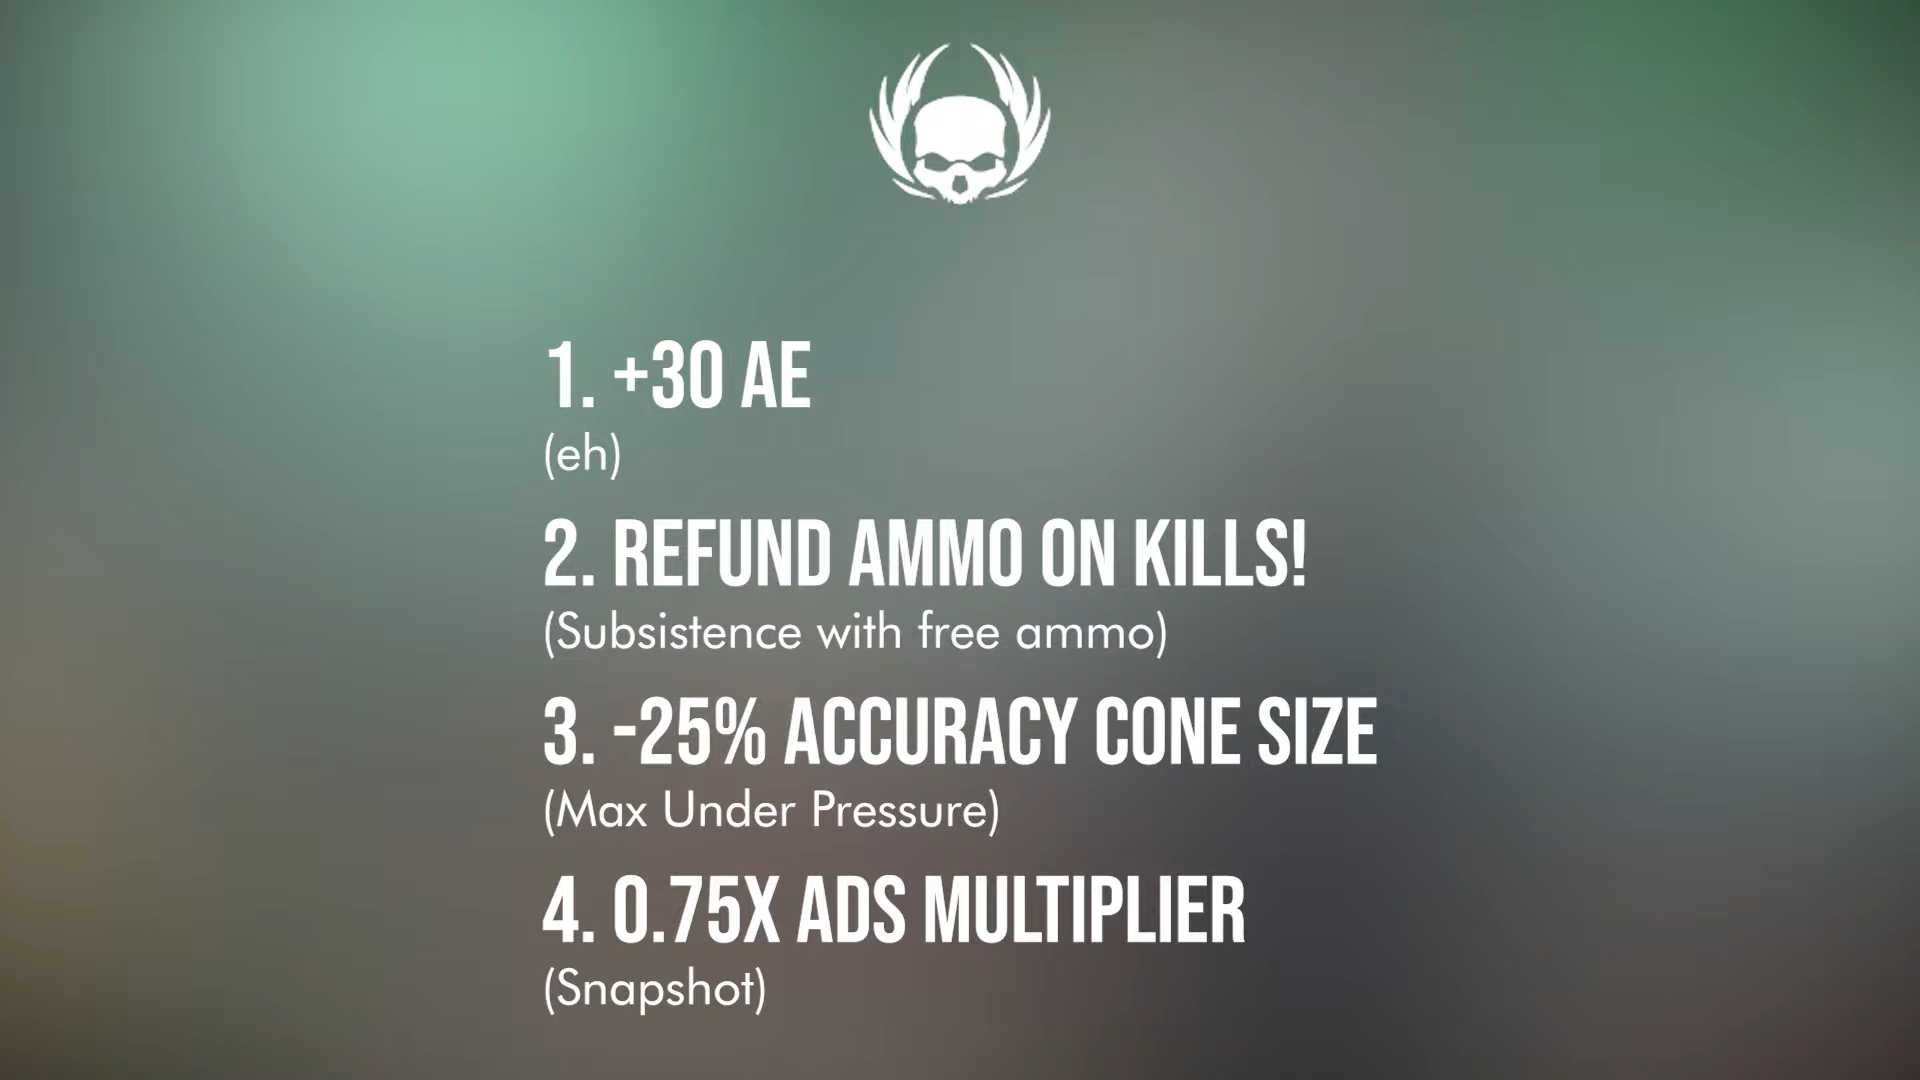 1. +30 AE
(eh)
2. REFUND AMMO ON KILLS!
(Subsistence with free ammo)
3. -25% ACCURACY CONE SIZE
(Max Under Pressure)
4. 0.75X ADS MULTIPLIER
(Snapshot)